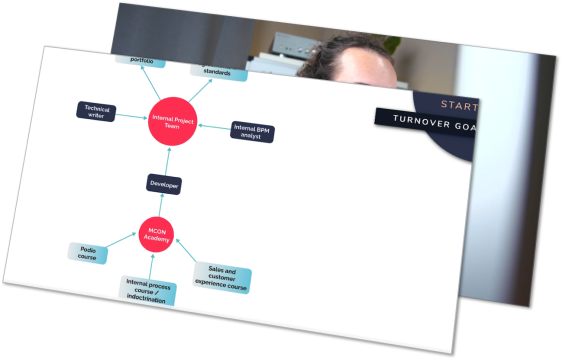 portfolio
standards
START
TURNOVER GOA
Technical
writer
Internal Project
Team
Internal BPM
analyst
Developer
MCON
Academy
Podio
course
Sales and
customer
experience course
Internal process
course /
indoctrination